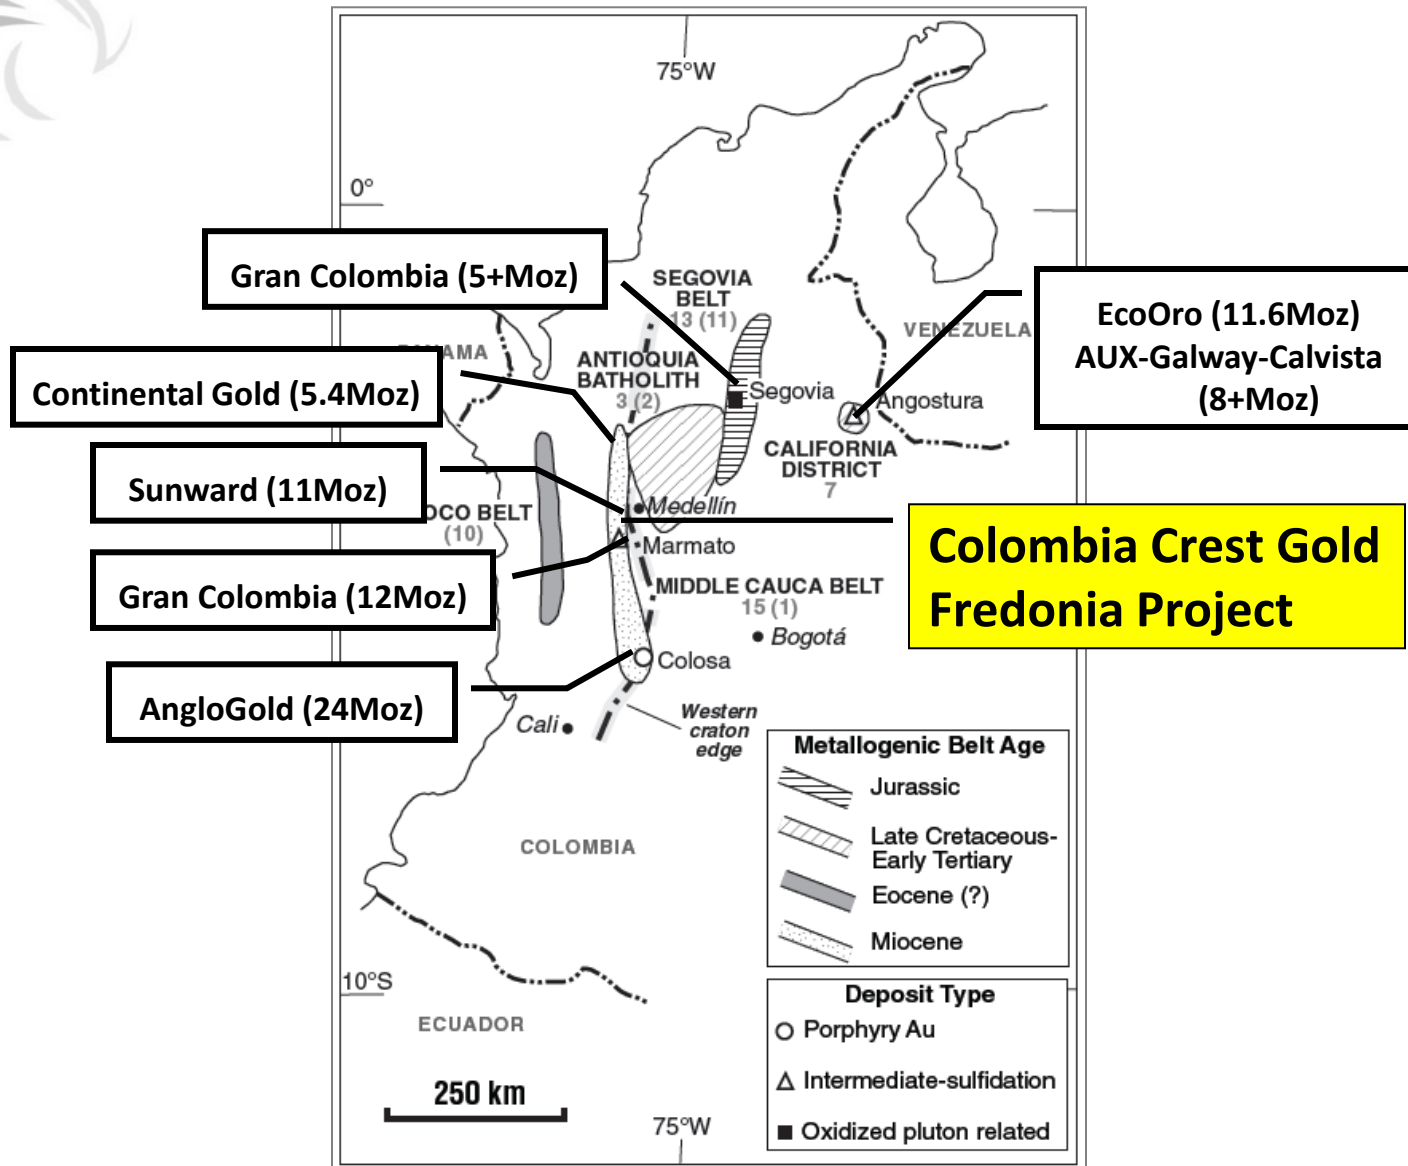 75°W
0°
Gran Colombia (5+Moz)
SEGOVIA
BELT
13 (11)
VENEZUELA
EcoOro (11.6Moz)
AUX-Galway-Calvista
(8+Moz)
ANAMA
ANTIOQUIA
BATHOLITH
3 (2)
Continental Gold (5.4Moz)
Segovia
Angostura
CALIFORNIA
DISTRICT
7
Sunward (11Moz)
OCO BELT
(10)
Medellín
Marmato
Colombia Crest Gold
Fredonia Project
Gran Colombia (12Moz)
MIDDLE CAUCA BELT
15 (1)
Bogotá
Colosa
AngloGold (24Moz)
Cali
Western
craton
edge
Metallogenic Belt Age
Jurassic
Late Cretaceous-
Early Tertiary
Eocene (?)
Miocene
COLOMBIA
10°S
ECUADOR
Deposit Type
Porphyry Au
Intermediate-sulfidation
Oxidized pluton related
250 km
75°W